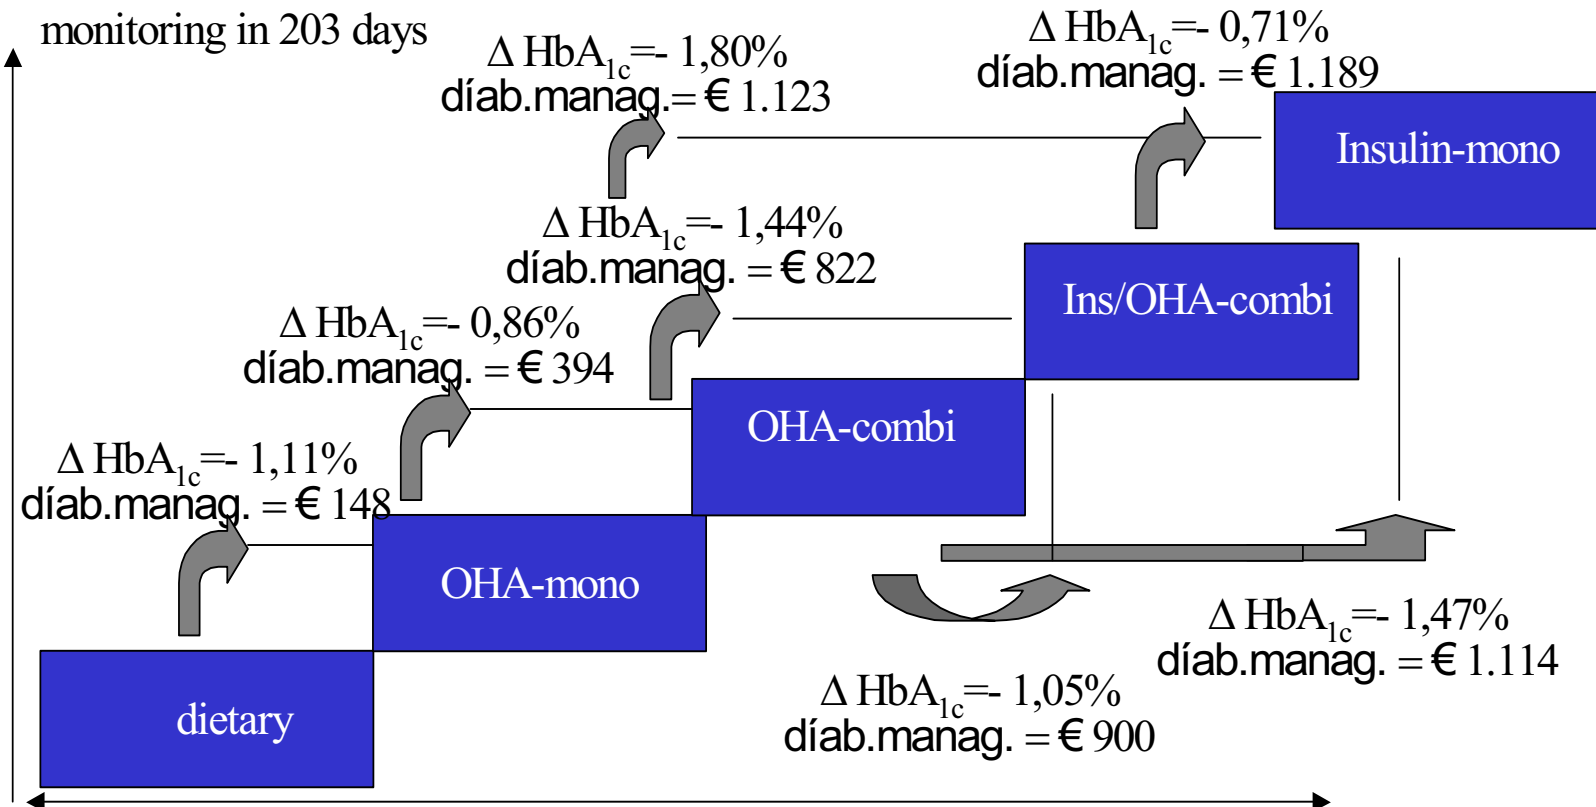 monitoring in 203 days
Δ HbA1c=- 1,80%
díab.manag.= € 1.123
Δ HbA1c=- 0,71%
díab.manag. = € 1.189
Insulin-mono
Δ HbA1c=- 1,44%
díab.manag. = € 822
Ins/OHA-combi
Δ HbA1c=- 0,86%
díab.manag. = € 394
OHA-combi
Δ HbA1c=- 1,11%
díab.manag. = € 148
OHA-mono
Δ HbA1c=- 1,47%
díab.manag. = € 1.114
Δ HbA1c=- 1,05%
díab.manag. = € 900
dietary